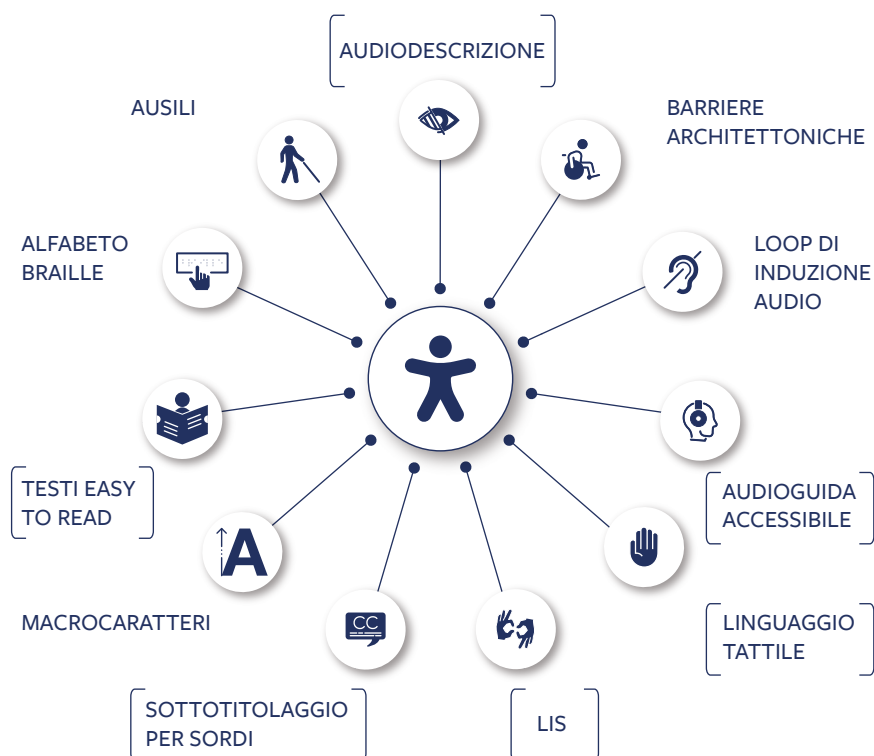 AUDIODESCRIZIONE
AUSILI
BARRIERE
ARCHITETTONICHE
ALFABETO
BRAILLE
LOOP DI
INDUZIONE
AUDIO
TESTI EASY
TO READ
AUDIOGUIDA
ACCESSIBILE
A
MACROCARATTERI
LINGUAGGIO
TATTILE
CC
SOTTOTITOLAGGIO
PER SORDI
LIS